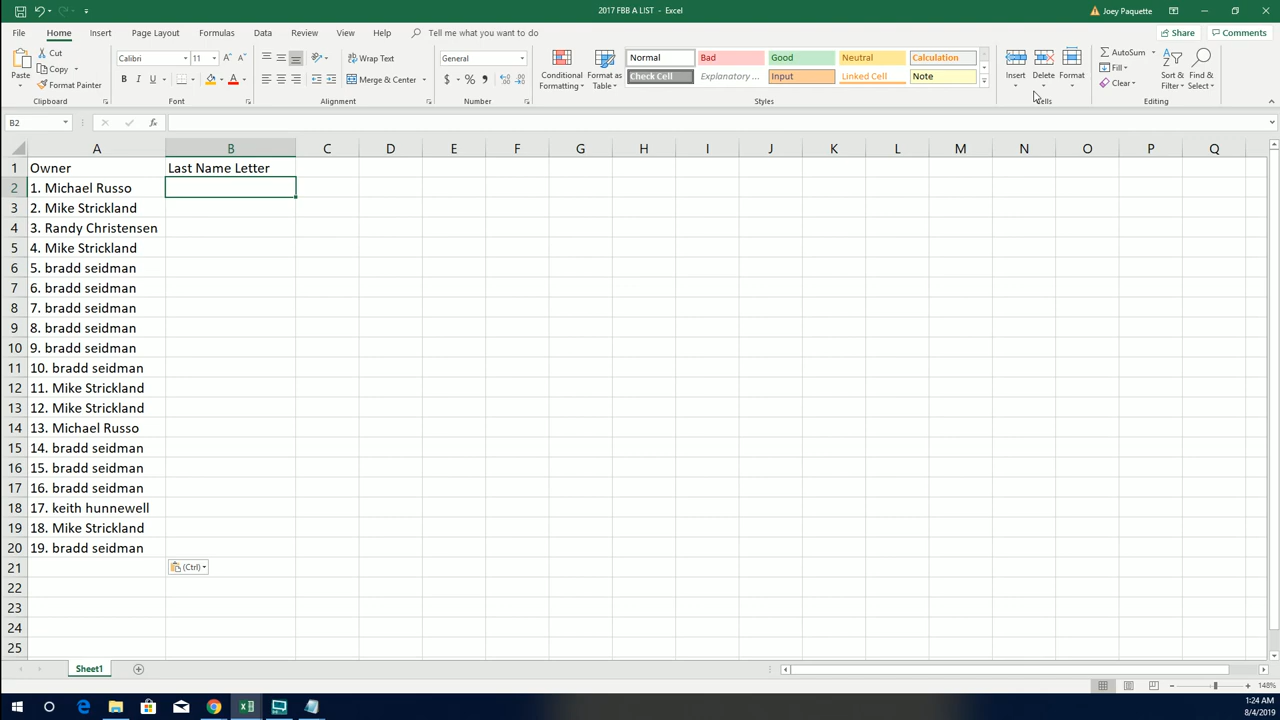 2017 FBB A LIST - Excel
Joey Paquette
File Home Insert Page Layout Formulas Data Review View Help Tell me what you want to do
Share Comments
Paste
Cut
Copy
Format Painter
Clipboard
Calibri 11
B I U
Font
Wrap Text
Merge & Center
Alignment
General
$ % ,
Number
Conditional Formatting
Format as Table
Normal Bad Good Neutral Calculation
Check Cell Explanatory ... Input Linked Cell Note
Styles
Insert Delete Format
Cells
AutoSum
Fill
Clear
Sort & Filter
Find & Select
Editing
B2
fx
A B C D E F G H I J K L M N O P Q
1 Owner Last Name Letter
2 1. Michael Russo
3 2. Mike Strickland
4 3. Randy Christensen
5 4. Mike Strickland
6 5. bradd seidman
7 6. bradd seidman
8 7. bradd seidman
9 8. bradd seidman
10 9. bradd seidman
11 10. bradd seidman
12 11. Mike Strickland
13 12. Mike Strickland
14 13. Michael Russo
15 14. bradd seidman
16 15. bradd seidman
17 16. bradd seidman
18 17. keith hunnewell
19 18. Mike Strickland
20 19. bradd seidman
21 (Ctrl)
22
23
24
25
Sheet1
148%
1:24 AM
8/4/2019